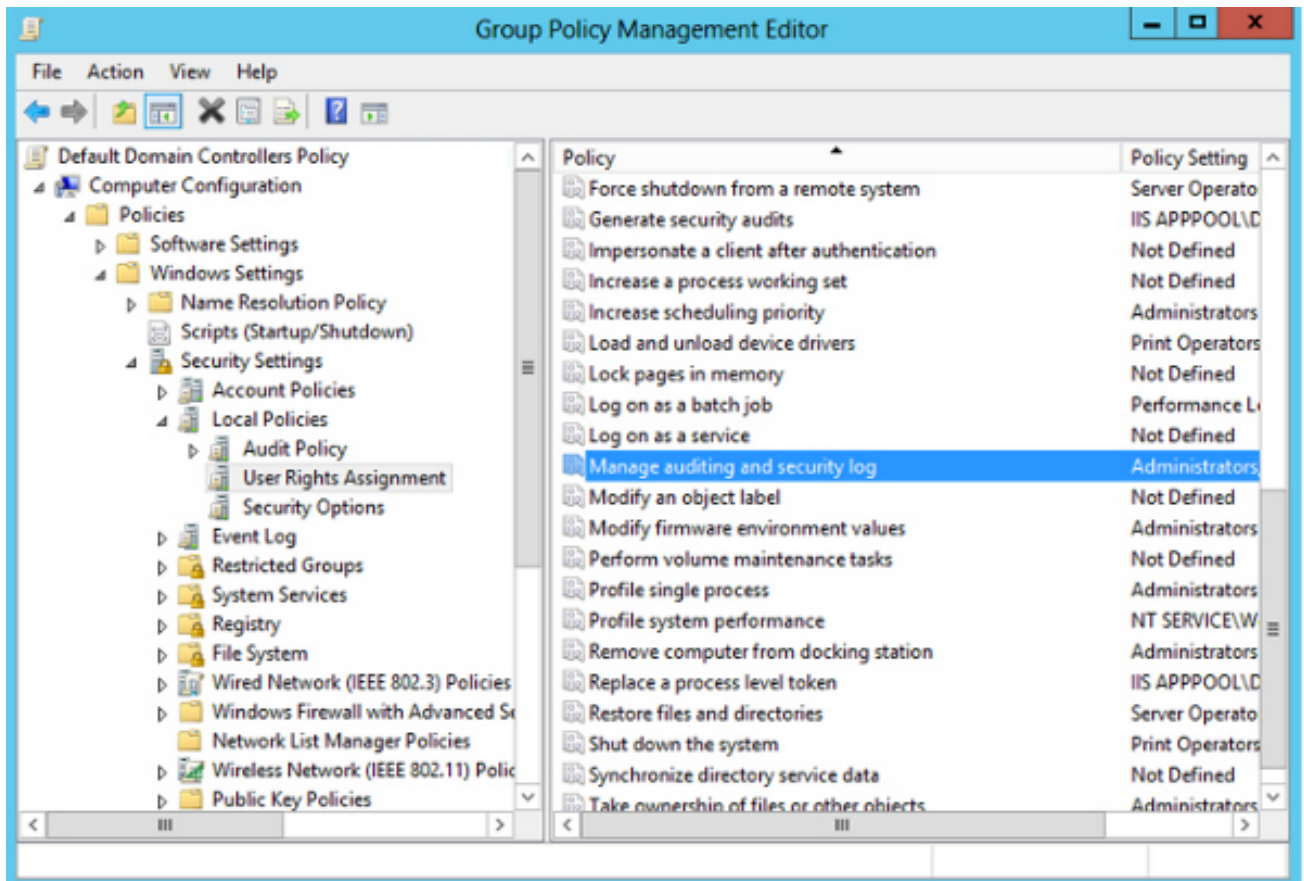 Group Policy Management Editor
File Action View Help
Default Domain Controllers Policy
Computer Configuration
Policies
Software Settings
Windows Settings
Name Resolution Policy
Scripts (Startup/Shutdown)
Security Settings
Account Policies
Local Policies
Audit Policy
User Rights Assignment
Security Options
Event Log
Restricted Groups
System Services
Registry
File System
Wired Network (IEEE 802.3) Policies
Windows Firewall with Advanced Se
Network List Manager Policies
Wireless Network (IEEE 802.11) Polic
Public Key Policies
Policy Policy Setting
Force shutdown from a remote system Server Operato
Generate security audits IIS APPPOOL\D
Impersonate a client after authentication Not Defined
Increase a process working set Not Defined
Increase scheduling priority Administrators
Load and unload device drivers Print Operators
Lock pages in memory Not Defined
Log on as a batch job Performance L
Log on as a service Not Defined
Manage auditing and security log Administrators,
Modify an object label Not Defined
Modify firmware environment values Administrators
Perform volume maintenance tasks Not Defined
Profile single process Administrators
Profile system performance NT SERVICE\W
Remove computer from docking station Administrators
Replace a process level token IIS APPPOOL\D
Restore files and directories Server Operato
Shut down the system Print Operators
Synchronize directory service data Not Defined
Take ownership of files or other objects Administrators